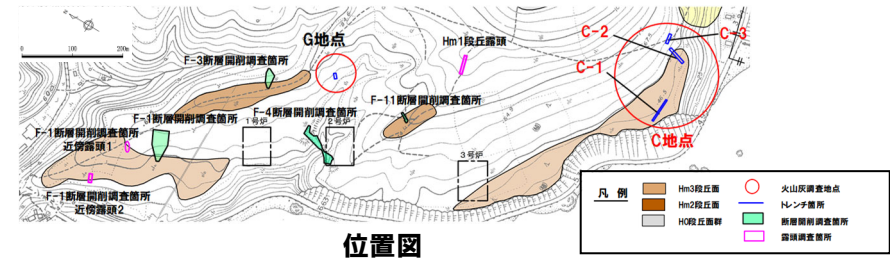 0 100 200m
G地点
F-3断層開削調査箇所
Hm1段丘露頭
C-2
C-3
C-1
C地点
F-11断層開削調査箇所
F-1断層開削調査箇所
F-4断層開削調査箇所
1号炉
2号炉
3号炉
F-1断層開削調査箇所
近傍露頭1
F-1断層開削調査箇所
近傍露頭2
凡 例
Hm3段丘面
Hm2段丘面
H0段丘面群
火山灰調査地点
トレンチ箇所
断層開削調査箇所
露頭調査箇所
位置図